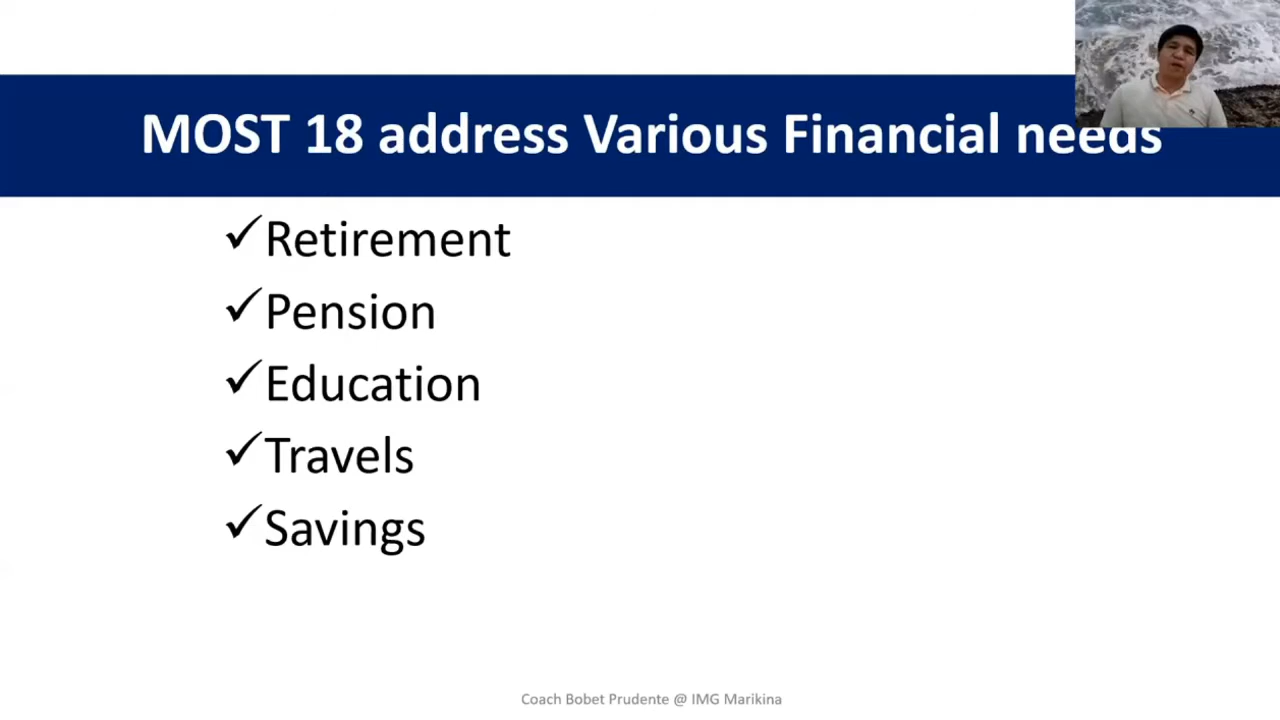 MOST 18 address Various Financial needs
✓Retirement
✓Pension
✓Education
✓Travels
✓Savings
Coach Bobet Prudente @ IMG Marikina